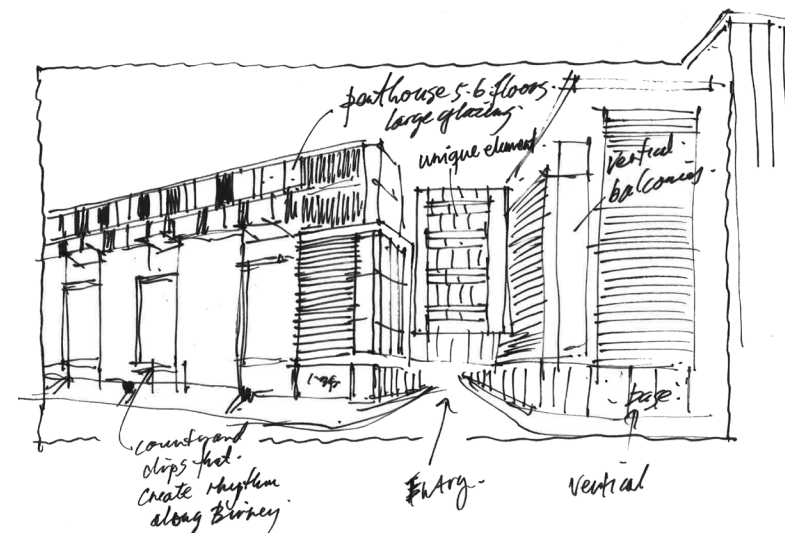 penthouse 5.6.floors.
large glazing.
unique element
vertical.
balconies.
base.
courtyard
clips that.
create rhythm
along Birney.
Entry.
vertical